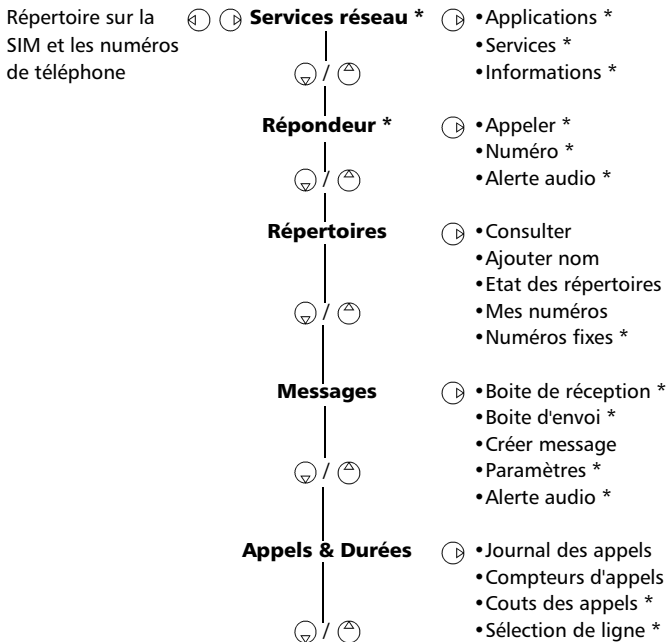 Répertoire sur la
SIM et les numéros
de téléphone
Services réseau *
•Applications *
•Services *
•Informations *
/
Répondeur *
•Appeler *
•Numéro *
•Alerte audio *
/
Répertoires
•Consulter
•Ajouter nom
•Etat des répertoires
•Mes numéros
•Numéros fixes *
/
Messages
•Boite de réception *
•Boite d'envoi *
•Créer message
•Paramètres *
•Alerte audio *
/
Appels & Durées
•Journal des appels
•Compteurs d'appels
•Couts des appels *
•Sélection de ligne *
/